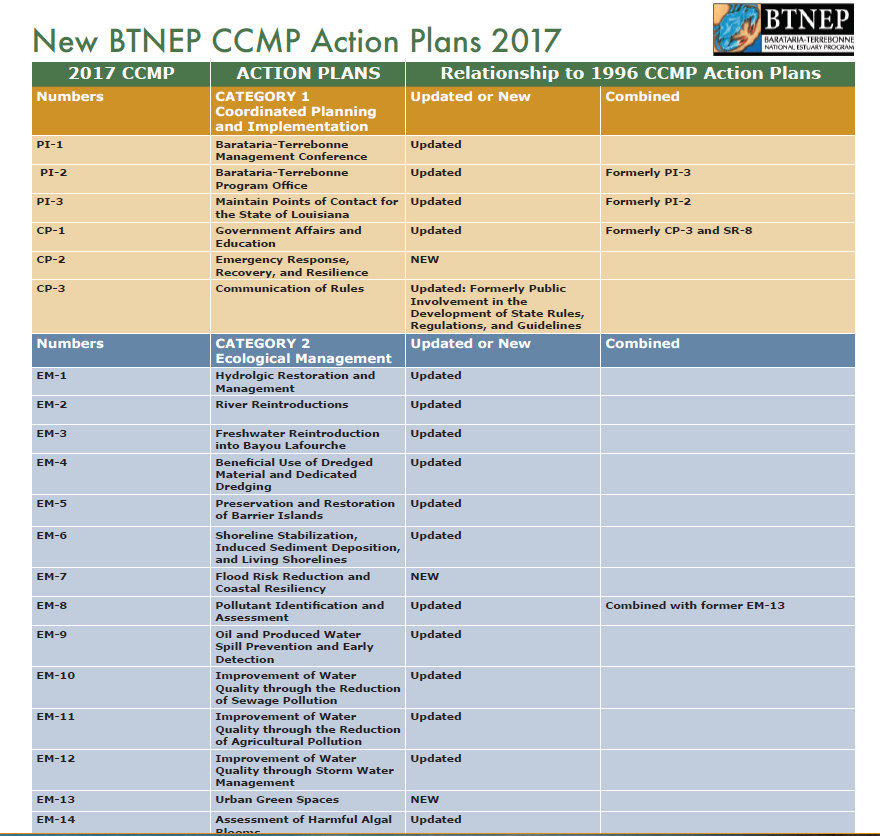 New BTNEP CCMP Action Plans 2017
BTNEP
BARATARIA-TERREBONNE
NATIONAL ESTUARY PROGRAM
2017 CCMP ACTION PLANS Relationship to 1996 CCMP Action Plans
Numbers CATEGORY 1 Updated or New Combined
Coordinated Planning
and Implementation
PI-1 Barataria-Terrebonne Updated
Management Conference
PI-2 Barataria-Terrebonne Updated Formerly PI-3
Program Office
PI-3 Maintain Points of Contact for Updated Formerly PI-2
the State of Louisiana
CP-1 Government Affairs and Updated Formerly CP-3 and SR-8
Education
CP-2 Emergency Response, NEW
Recovery, and Resilience
CP-3 Communication of Rules Updated: Formerly Public
Involvement in the
Development of State Rules,
Regulations, and Guidelines
Numbers CATEGORY 2 Updated or New Combined
Ecological Management
EM-1 Hydrolgic Restoration and Updated
Management
EM-2 River Reintroductions Updated
EM-3 Freshwater Reintroduction Updated
into Bayou Lafourche
EM-4 Beneficial Use of Dredged Updated
Material and Dedicated
Dredging
EM-5 Preservation and Restoration Updated
of Barrier Islands
EM-6 Shoreline Stabilization, Updated
Induced Sediment Deposition,
and Living Shorelines
EM-7 Flood Risk Reduction and NEW
Coastal Resiliency
EM-8 Pollutant Identification and Updated Combined with former EM-13
Assessment
EM-9 Oil and Produced Water Updated
Spill Prevention and Early
Detection
EM-10 Improvement of Water Updated
Quality through the Reduction
of Sewage Pollution
EM-11 Improvement of Water Updated
Quality through the Reduction
of Agricultural Pollution
EM-12 Improvement of Water Updated
Quality through Storm Water
Management
EM-13 Urban Green Spaces NEW
EM-14 Assessment of Harmful Algal Updated
Blooms